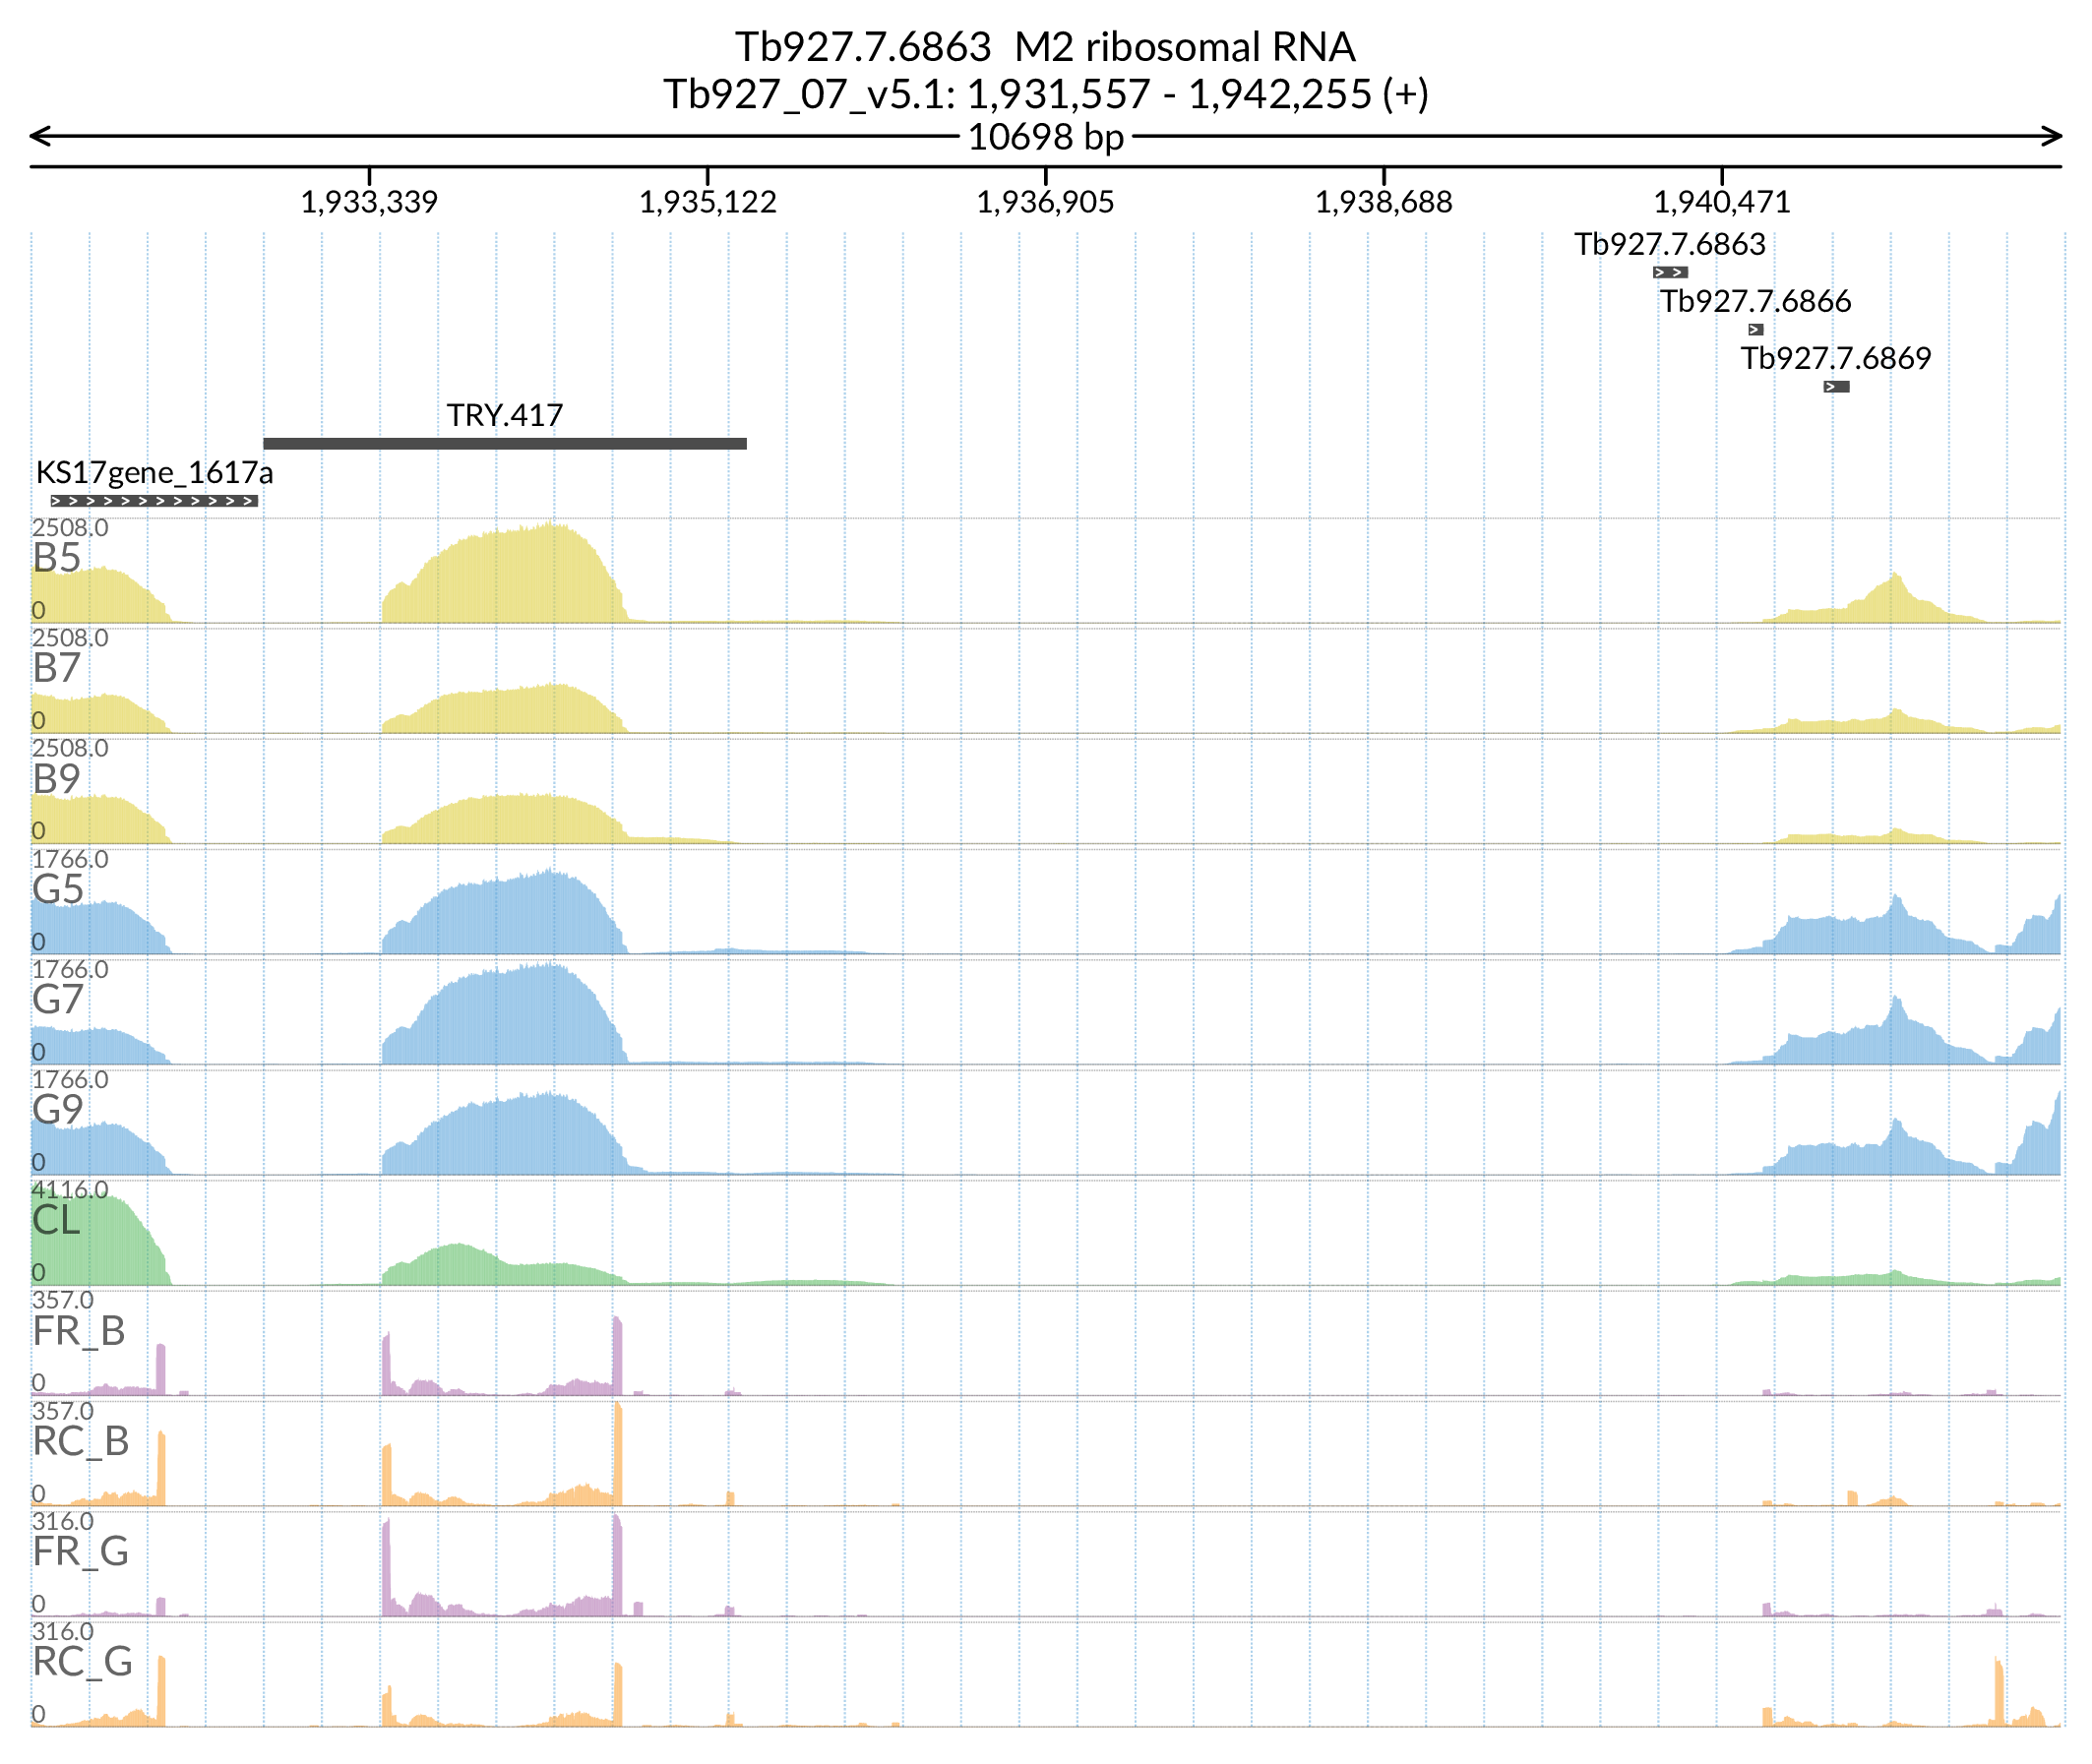 Tb927.7.6863  M2 ribosomal RNA
Tb927_07_v5.1: 1,931,557 - 1,942,255 (+)
10698 bp
1,933,339
1,935,122
1,936,905
1,938,688
1,940,471
Tb927.7.6863
Tb927.7.6866
Tb927.7.6869
TRY.417
KS17gene_1617a
2508.0
B5
0
2508.0
B7
0
2508.0
B9
0
1766.0
G5
0
1766.0
G7
0
1766.0
G9
0
4116.0
CL
0
357.0
FR_B
0
357.0
RC_B
0
316.0
FR_G
0
316.0
RC_G
0